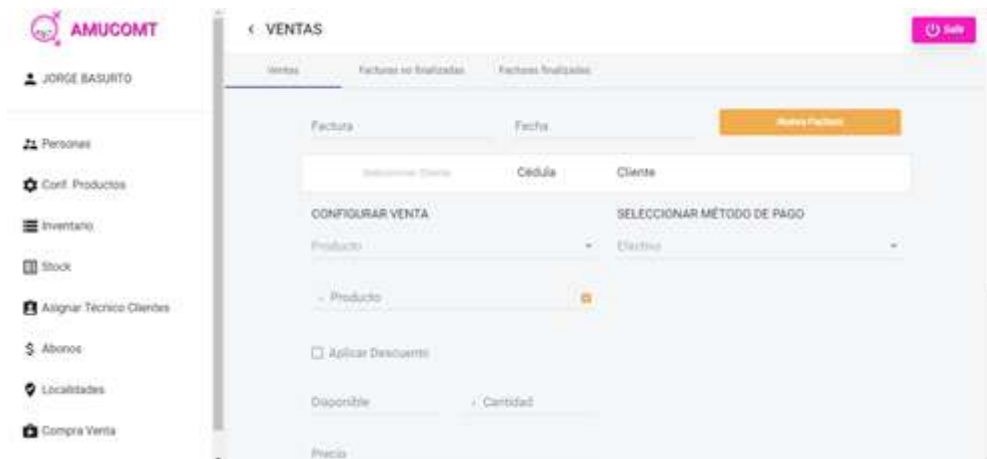 AMUCOMT
JORGE BASURTO
Personas
Conf. Productos
Inventario
Stock
Asignar Técnico Clientes
Abonos
Localidades
Compra Venta
VENTAS
Salir
Ventas
Facturas no finalizadas
Facturas finalizadas
Factura
Fecha
Nueva Factura
Seleccionar Cliente
Cédula
Cliente
CONFIGURAR VENTA
SELECCIONAR MÉTODO DE PAGO
Producto
Efectivo
Producto
Aplicar Descuento
Disponible
Cantidad
Precio